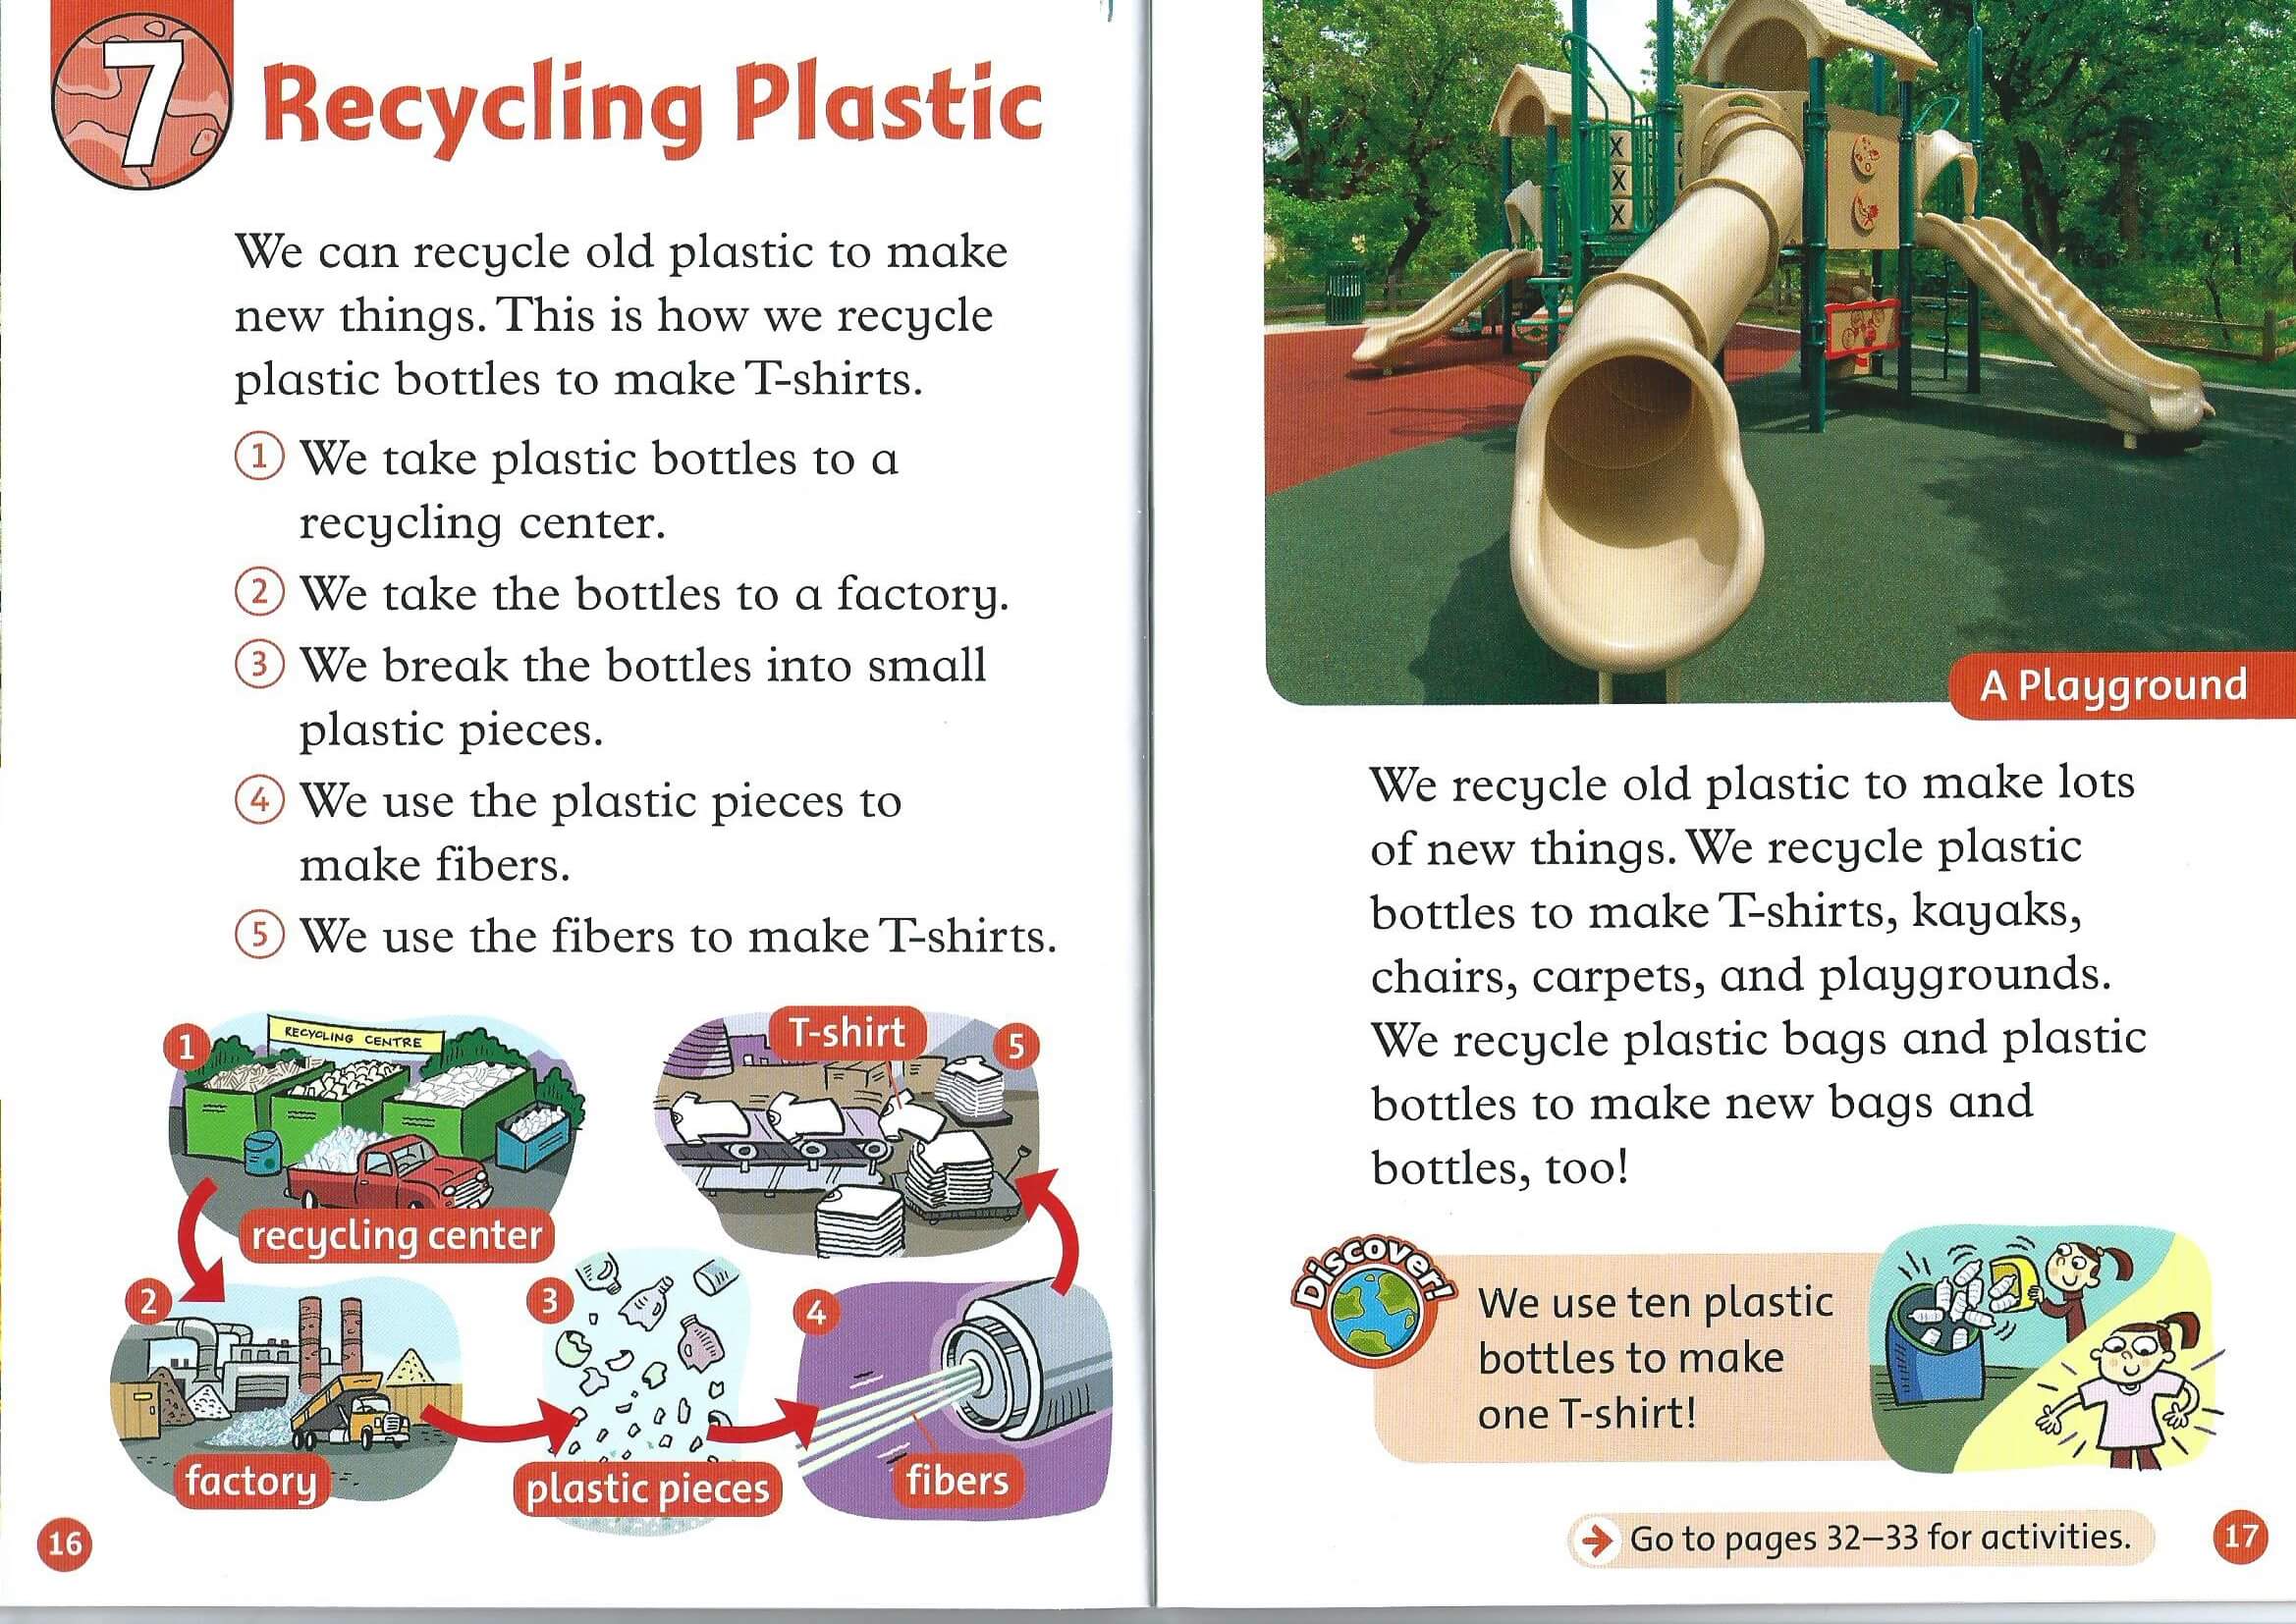 7
Recycling Plastic
We can recycle old plastic to make
new things. This is how we recycle
plastic bottles to make T-shirts.
1 We take plastic bottles to a
recycling center.
2 We take the bottles to a factory.
3 We break the bottles into small
plastic pieces.
4 We use the plastic pieces to
make fibers.
5 We use the fibers to make T-shirts.
1
RECYCLING CENTRE
recycling center
T-shirt
5
2
factory
3
plastic pieces
4
fibers
16
X
X
X
A Playground
We recycle old plastic to make lots
of new things. We recycle plastic
bottles to make T-shirts, kayaks,
chairs, carpets, and playgrounds.
We recycle plastic bags and plastic
bottles to make new bags and
bottles, too!
Discover!
We use ten plastic
bottles to make
one T-shirt!
Go to pages 32–33 for activities.
17